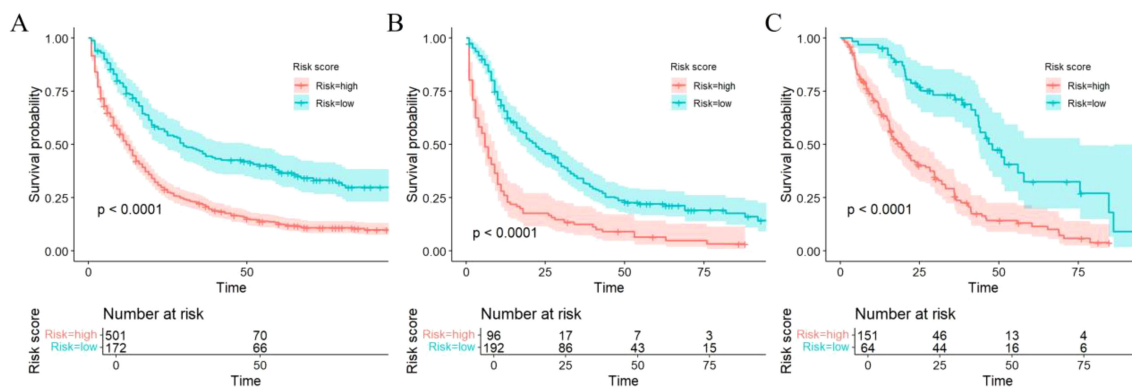 A
1.00
0.75
0.50
0.25
0.00
Survival probability
Risk score
Risk=high
Risk=low
p < 0.0001
0
50
Time
Number at risk
Risk score
Risk=high
501
70
Risk=low
172
66
0
50
Time
B
1.00
0.75
0.50
0.25
0.00
Survival probability
Risk score
Risk=high
Risk=low
p < 0.0001
0
25
50
75
Time
Number at risk
Risk score
Risk=high
96
17
7
3
Risk=low
192
86
43
15
0
25
50
75
Time
C
1.00
0.75
0.50
0.25
0.00
Survival probability
Risk score
Risk=high
Risk=low
p < 0.0001
0
25
50
75
Time
Number at risk
Risk score
Risk=high
151
46
13
4
Risk=low
64
44
16
6
0
25
50
75
Time